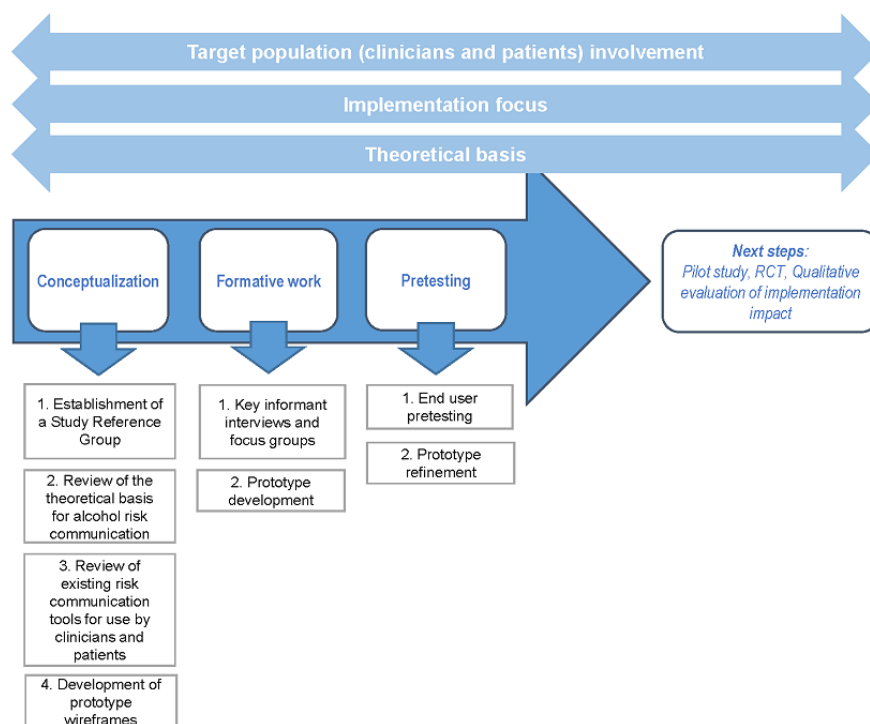 Target population (clinicians and patients) involvement
Implementation focus
Theoretical basis
Conceptualization
Formative work
Pretesting
Next steps:
Pilot study, RCT, Qualitative
evaluation of implementation
impact
1. Establishment of
a Study Reference
Group
2. Review of the
theoretical basis
for alcohol risk
communication
3. Review of
existing risk
communication
tools for use by
clinicians and
patients
4. Development of
prototype
wireframes
1. Key informant
interviews and
focus groups
2. Prototype
development
1. End user
pretesting
2. Prototype
refinement